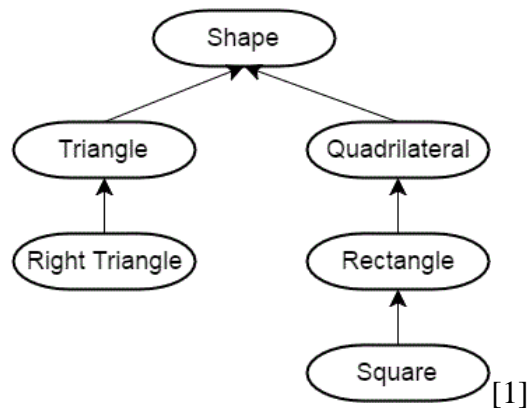 Shape
Triangle
Quadrilateral
Right Triangle
Rectangle
Square
[1]